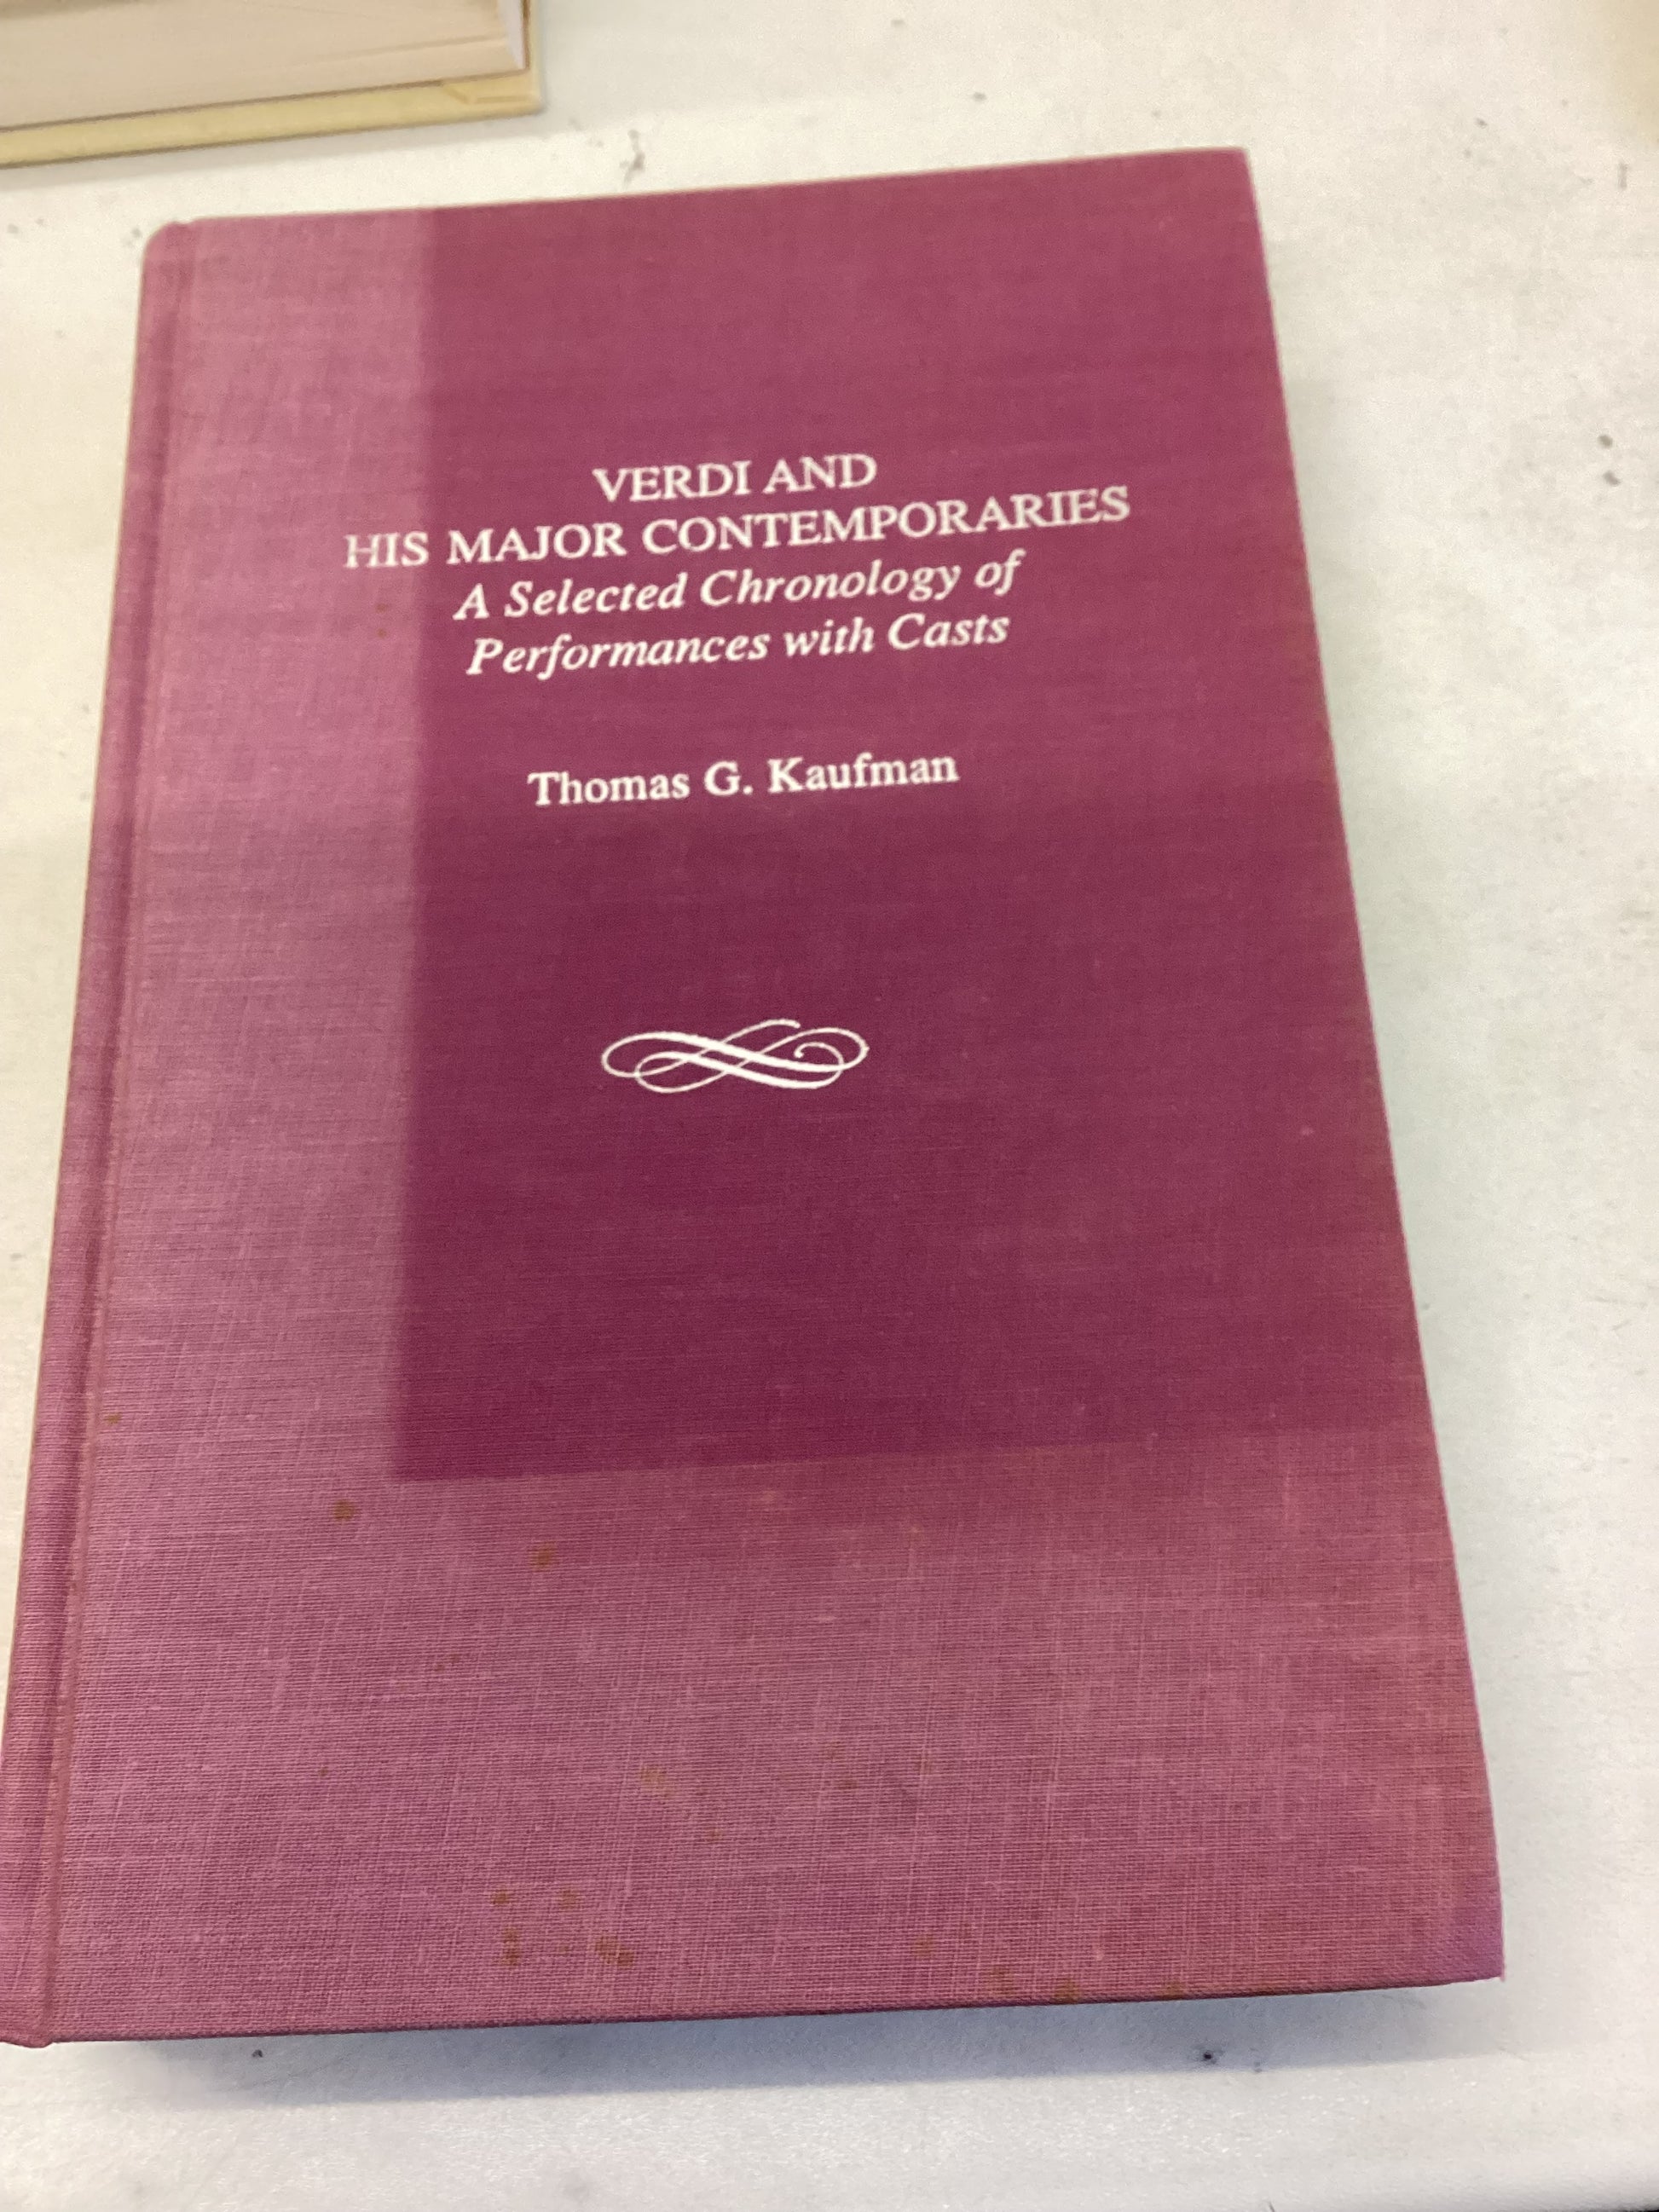 VERDI AND
HIS MAJOR CONTEMPORARIES
A Selected Chronology of
Performances with Casts
Thomas G. Kaufman